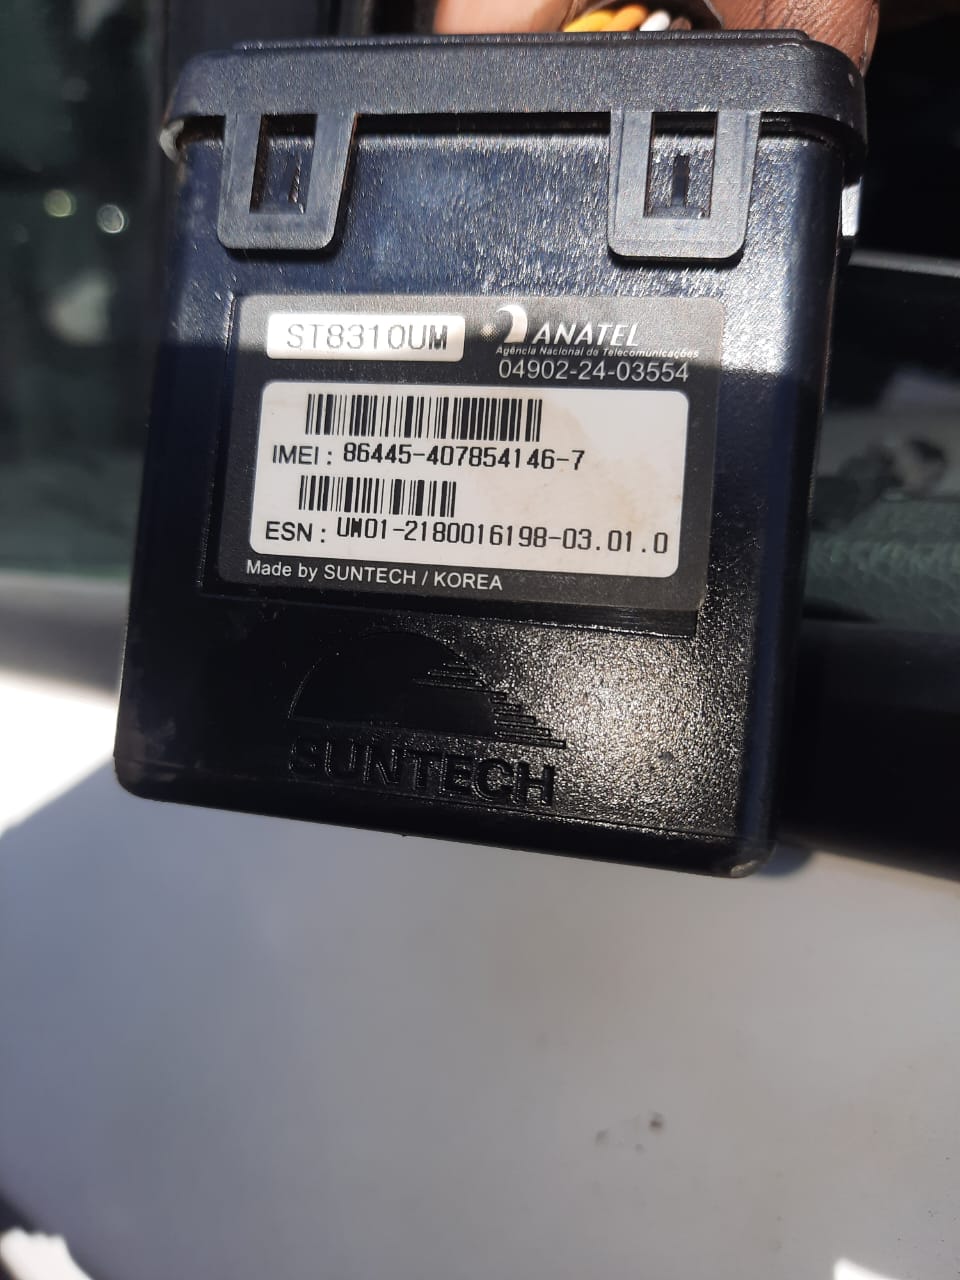 ST8310UM
ANATEL
Agência Nacional de Telecomunicações
04902-24-03554
IMEI : 86445-407854146-7
ESN : UW01-2180016198-03.01.0
Made by SUNTECH / KOREA
SUNTECH